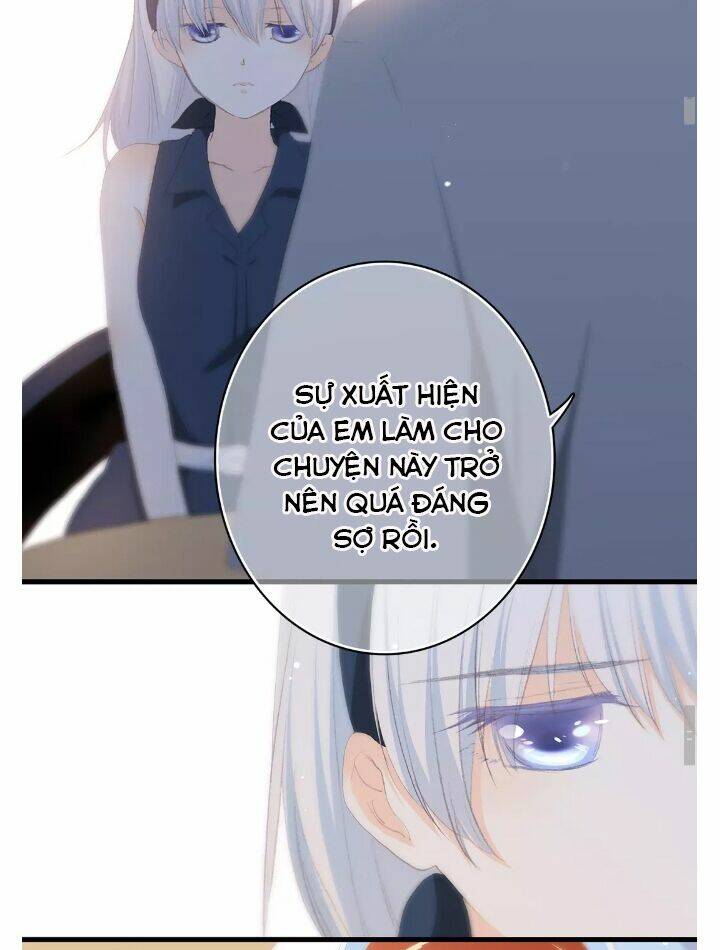 SỰ XUẤT HIỆN
CỦA EM LÀM CHO
CHUYỆN NÀY TRỞ
NÊN QUÁ ĐÁNG
SỢ RỒI.